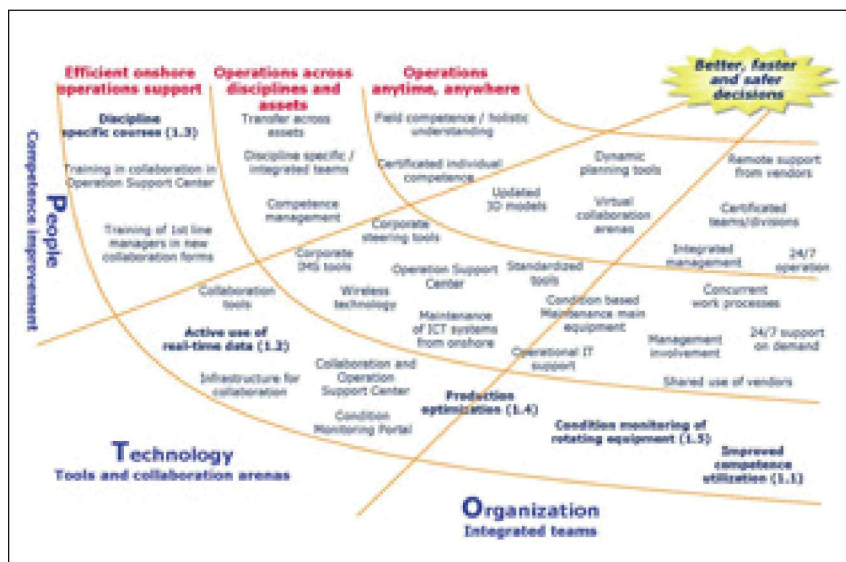 Efficient onshore
operations support
Operations across
disciplines and
assets
Operations
anytime, anywhere
Better, faster
and safer
decisions
Discipline
specific courses (1.3)
Training in collaboration in
Operation Support Center
Training of 1st line
managers in new
collaboration forms
Transfer across
assets
Discipline specific /
integrated teams
Competence
management
Field competence / holistic
understanding
Certificated individual
competence
Dynamic
planning tools
Remote support
from vendors
Updated
3D models
Virtual
collaboration
arenas
Certificated
teams/divisions
Corporate
steering tools
Integrated
management
24/7
operation
Corporate
IMS tools
Operation Support
Center
Standardized
tools
Collaboration
tools
Wireless
technology
Condition based
Maintenance main
equipment
Concurrent
work processes
Maintenance
of ICT systems
from onshore
Active use of
real-time data (1.2)
Operational IT
support
Management
involvement
24/7 support
on demand
Infrastructure for
collaboration
Collaboration and
Operation
Support Center
Shared use of vendors
Condition
Monitoring Portal
Production
optimization (1.4)
Condition monitoring of
rotating equipment (1.5)
Improved
competence
utilization (1.1)
People
Competence improvement
Technology
Tools and collaboration arenas
Organization
Integrated teams